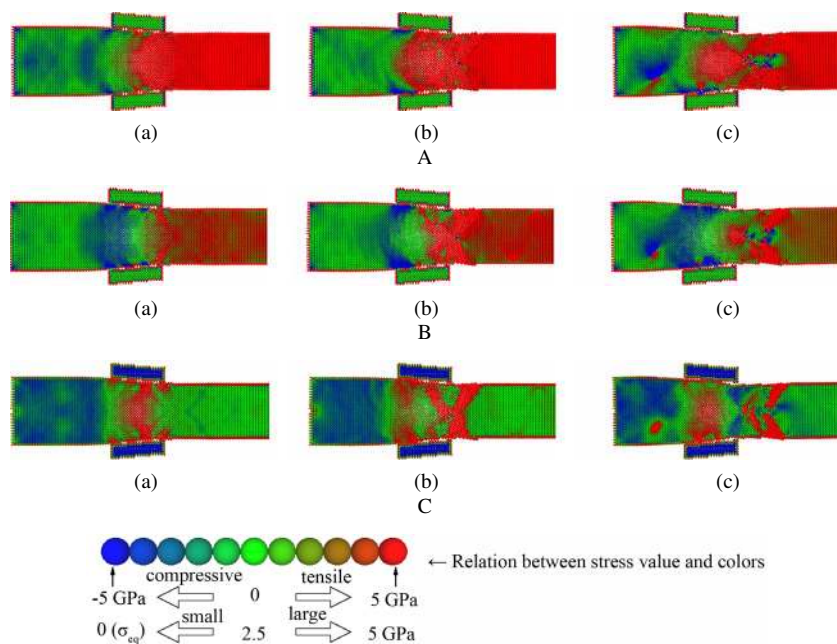 (a) (b) (c)
A
(a) (b) (c)
B
(a) (b) (c)
C
← Relation between stress value and colors
compressive tensile
-5 GPa 0 5 GPa
small large
0 (σeq) 2.5 5 GPa